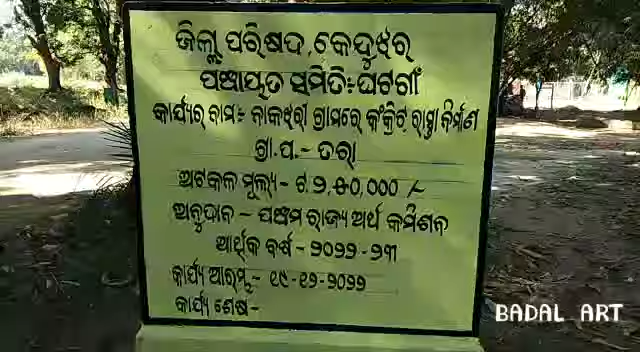 ଜିଲ୍ଲା ପରିଷଦ, କେନ୍ଦୁଝର
ପଞ୍ଚାୟତ ସମିତିଃ-ଘଟଗାଁ
କାର୍ଯ୍ୟର ନାମଃ- କାକଝରୀ ଗ୍ରାମରେ କଂକ୍ରିଟ୍ ରାସ୍ତା ନିର୍ମାଣ
ଗ୍ରା.ପ.- ତରା
ଅଟକଳ ମୂଲ୍ୟ- ଟ ୨,୫୦,୦୦୦ /-
ଅନୁଦାନ - ପଞ୍ଚମ ରାଜ୍ୟ ଅର୍ଥ କମିଶନ
ଆର୍ଥିକ ବର୍ଷ - ୨୦୨୨-୨୩
କାର୍ଯ୍ୟ ଆରମ୍ଭ- ୧୯-୧୨-୨୦୨୨
କାର୍ଯ୍ୟ ଶେଷ-
BADAL ART